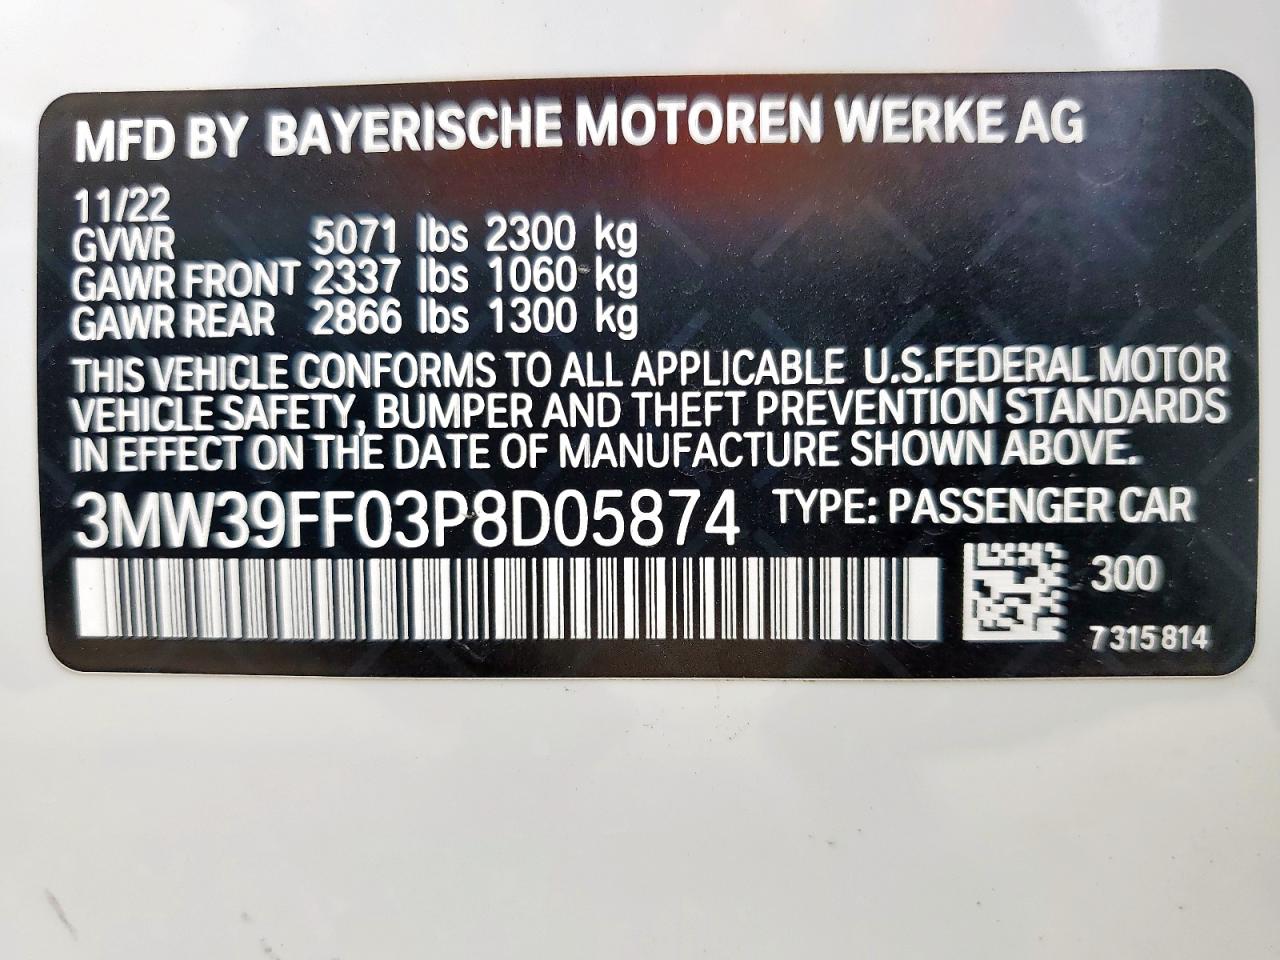 MFD BY BAYERISCHE MOTOREN WERKE AG
11/22
GVWR 5071 lbs 2300 kg
GAWR FRONT 2337 lbs 1060 kg
GAWR REAR 2866 lbs 1300 kg
THIS VEHICLE CONFORMS TO ALL APPLICABLE U.S.FEDERAL MOTOR
VEHICLE SAFETY, BUMPER AND THEFT PREVENTION STANDARDS
IN EFFECT ON THE DATE OF MANUFACTURE SHOWN ABOVE.
3MW39FF03P8D05874 TYPE: PASSENGER CAR
300
7 315 814